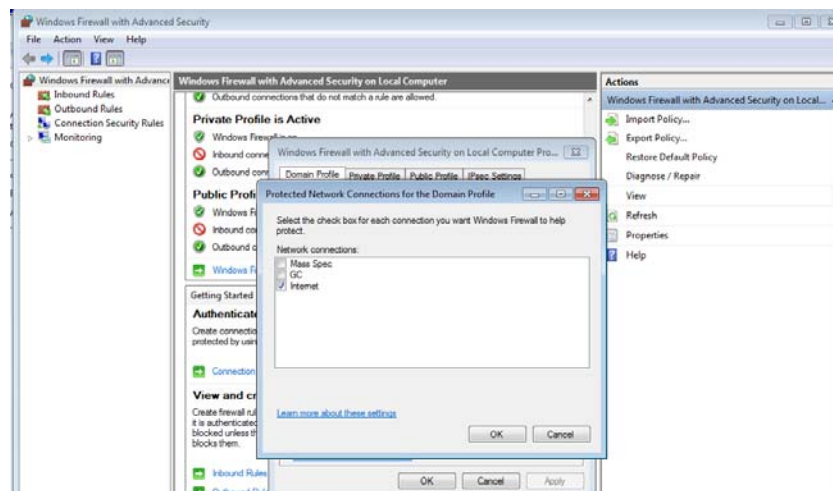 Windows Firewall with Advanced Security
File Action View Help
Windows Firewall with Advance
Inbound Rules
Outbound Rules
Connection Security Rules
Monitoring
Windows Firewall with Advanced Security on Local Computer
Outbound connections that do not match a rule are allowed.
Private Profile is Active
Windows Firewall is on
Inbound conne
Outbound conn
Public Profi
Windows Fi
Inbound co
Outbound c
Windows Fi
Getting Started
Authenticat
Create connectio
protected by usin
Connection
View and cr
Create firewall rul
it is authenticated
blocked unless th
blocks them.
Inbound Rules
Windows Firewall with Advanced Security on Local Computer Pro...
Domain Profile Private Profile Public Profile IPsec Settings
Protected Network Connections for the Domain Profile
Select the check box for each connection you want Windows Firewall to help
protect.
Network connections:
Mass Spec
GC
Internet
Learn more about these settings
OK Cancel
OK Cancel Apply
Actions
Windows Firewall with Advanced Security on Local...
Import Policy...
Export Policy...
Restore Default Policy
Diagnose / Repair
View
Refresh
Properties
Help